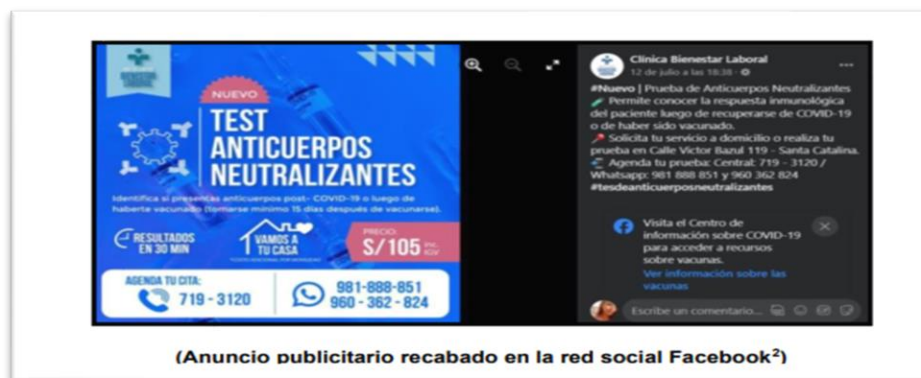 BIENESTAR
LABORAL
NUEVO
TEST
ANTICUERPOS
NEUTRALIZANTES
Identifica si presentas anticuerpos post- COVID-19 o luego de
haberte vacunado (tomarse mínimo 15 días después de vacunarse).
RESULTADOS
EN 30 MIN
VAMOS A
TU CASA
PRECIO:
S/105 inc.
IGV
AGENDA TU CITA:
719 - 3120
981-888-851
960 - 362 - 824
Clínica Bienestar Laboral
12 de julio a las 18:38
#Nuevo | Prueba de Anticuerpos Neutralizantes
Permite conocer la respuesta inmunológica
del paciente luego de recuperarse de COVID-19
o de haber sido vacunado.
Solicita tu servicio a domicilio o realiza tu
prueba en Calle Victor Bazul 119 - Santa Catalina.
Agenda tu prueba: Central: 719 - 3120 /
Whatsapp: 981 888 851 y 960 362 824
#tesdeanticuerposneutralizantes
Visita el Centro de
información sobre COVID-19
para acceder a recursos
sobre vacunas.
Ver información sobre las
vacunas
Escribe un comentario...
(Anuncio publicitario recabado en la red social Facebook²)